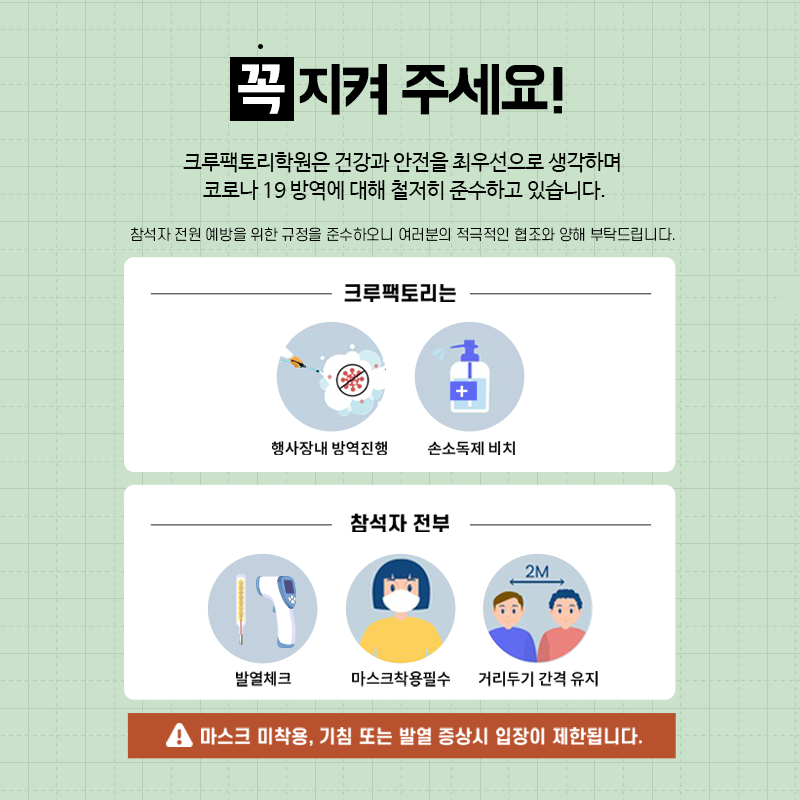 꼭 지켜 주세요!
크루팩토리학원은 건강과 안전을 최우선으로 생각하며
코로나 19 방역에 대해 철저히 준수하고 있습니다.
참석자 전원 예방을 위한 규정을 준수하오니 여러분의 적극적인 협조와 양해 부탁드립니다.
크루팩토리는
행사장내 방역진행
손소독제 비치
참석자 전부
2M
발열체크
마스크착용필수
거리두기 간격 유지
마스크 미착용, 기침 또는 발열 증상시 입장이 제한됩니다.